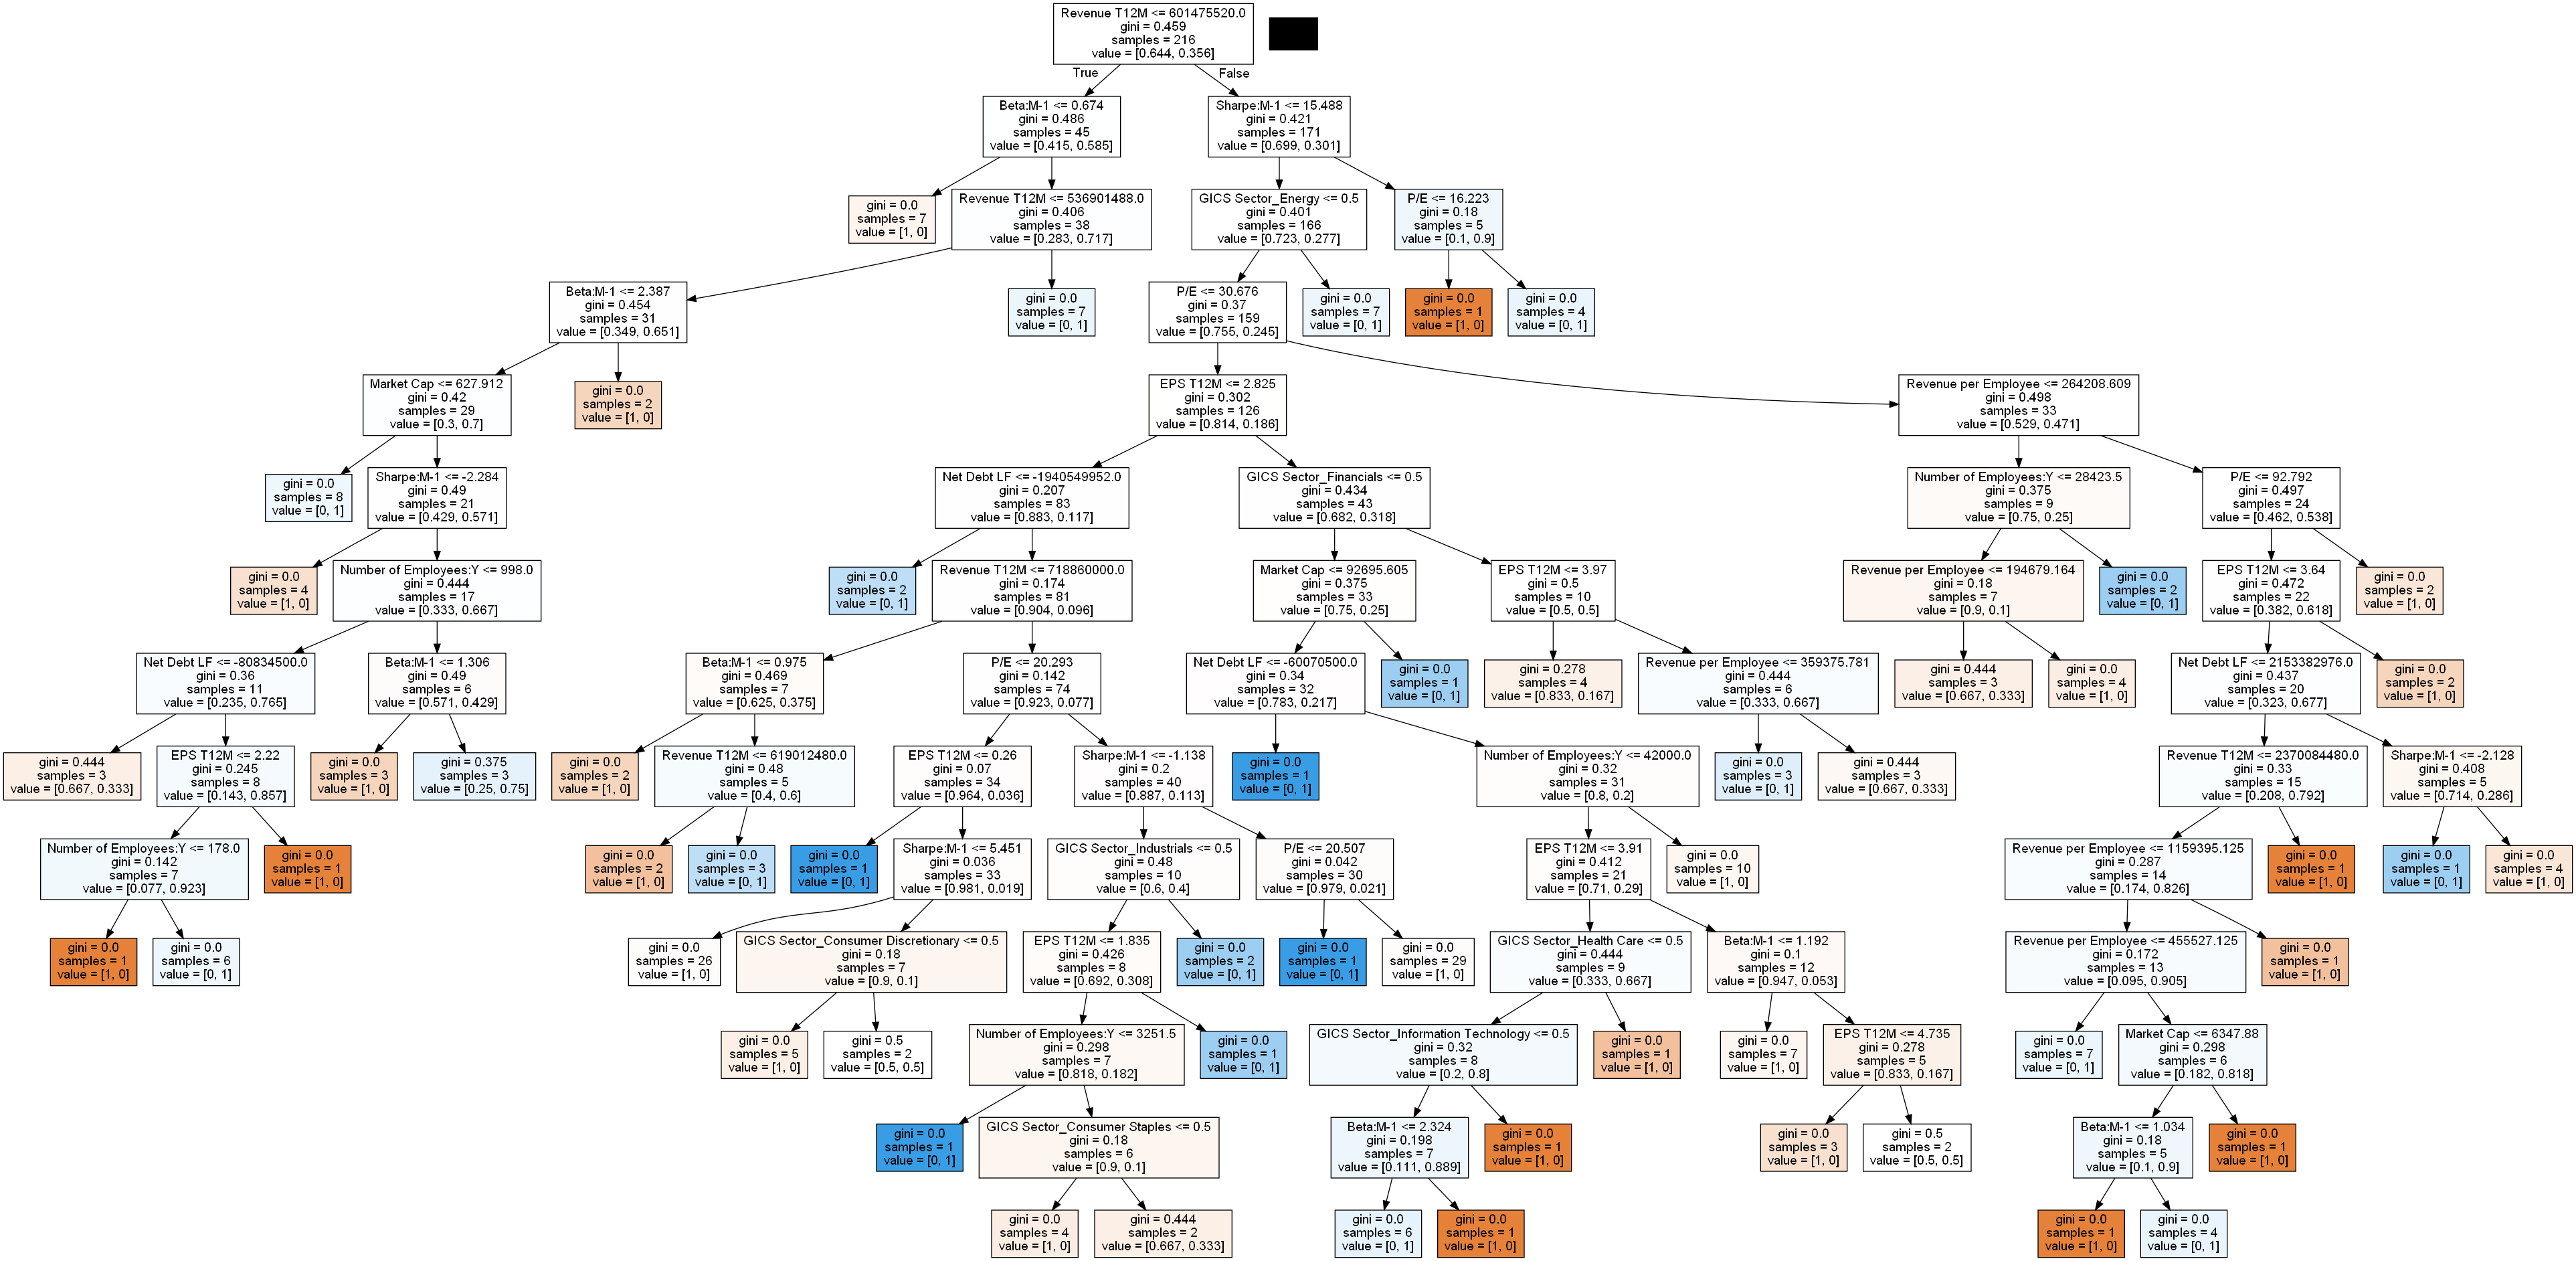 Revenue T12M <= 601475520.0
gini = 0.459
samples = 216
value = [0.644, 0.356]
True
False
Beta:M-1 <= 0.674
gini = 0.486
samples = 45
value = [0.415, 0.585]
Sharpe:M-1 <= 15.488
gini = 0.421
samples = 171
value = [0.699, 0.301]
gini = 0.0
samples = 7
value = [1, 0]
Revenue T12M <= 536901488.0
gini = 0.406
samples = 38
value = [0.283, 0.717]
GICS Sector_Energy <= 0.5
gini = 0.401
samples = 166
value = [0.723, 0.277]
P/E <= 16.223
gini = 0.18
samples = 5
value = [0.1, 0.9]
Beta:M-1 <= 2.387
gini = 0.454
samples = 31
value = [0.349, 0.651]
gini = 0.0
samples = 7
value = [0, 1]
P/E <= 30.676
gini = 0.37
samples = 159
value = [0.755, 0.245]
gini = 0.0
samples = 7
value = [0, 1]
gini = 0.0
samples = 1
value = [1, 0]
gini = 0.0
samples = 4
value = [0, 1]
Market Cap <= 627.912
gini = 0.42
samples = 29
value = [0.3, 0.7]
gini = 0.0
samples = 2
value = [1, 0]
EPS T12M <= 2.825
gini = 0.302
samples = 126
value = [0.814, 0.186]
Revenue per Employee <= 264208.609
gini = 0.498
samples = 33
value = [0.529, 0.471]
gini = 0.0
samples = 8
value = [0, 1]
Sharpe:M-1 <= -2.284
gini = 0.49
samples = 21
value = [0.429, 0.571]
Net Debt LF <= -1940549952.0
gini = 0.207
samples = 83
value = [0.883, 0.117]
GICS Sector_Financials <= 0.5
gini = 0.434
samples = 43
value = [0.682, 0.318]
Number of Employees:Y <= 28423.5
gini = 0.375
samples = 9
value = [0.75, 0.25]
P/E <= 92.792
gini = 0.497
samples = 24
value = [0.462, 0.538]
gini = 0.0
samples = 4
value = [1, 0]
Number of Employees:Y <= 998.0
gini = 0.444
samples = 17
value = [0.333, 0.667]
gini = 0.0
samples = 2
value = [0, 1]
Revenue T12M <= 718860000.0
gini = 0.174
samples = 81
value = [0.904, 0.096]
Market Cap <= 92695.605
gini = 0.375
samples = 33
value = [0.75, 0.25]
EPS T12M <= 3.97
gini = 0.5
samples = 10
value = [0.5, 0.5]
Revenue per Employee <= 194679.164
gini = 0.18
samples = 7
value = [0.9, 0.1]
gini = 0.0
samples = 2
value = [0, 1]
EPS T12M <= 3.64
gini = 0.472
samples = 22
value = [0.382, 0.618]
gini = 0.0
samples = 2
value = [1, 0]
Net Debt LF <= -80834500.0
gini = 0.36
samples = 11
value = [0.235, 0.765]
Beta:M-1 <= 1.306
gini = 0.49
samples = 6
value = [0.571, 0.429]
Beta:M-1 <= 0.975
gini = 0.469
samples = 7
value = [0.625, 0.375]
P/E <= 20.293
gini = 0.142
samples = 74
value = [0.923, 0.077]
Net Debt LF <= -60070500.0
gini = 0.34
samples = 32
value = [0.783, 0.217]
gini = 0.0
samples = 1
value = [0, 1]
gini = 0.278
samples = 4
value = [0.833, 0.167]
Revenue per Employee <= 359375.781
gini = 0.444
samples = 6
value = [0.333, 0.667]
gini = 0.444
samples = 3
value = [0.667, 0.333]
gini = 0.0
samples = 4
value = [1, 0]
Net Debt LF <= 2153382976.0
gini = 0.437
samples = 20
value = [0.323, 0.677]
gini = 0.0
samples = 2
value = [1, 0]
gini = 0.444
samples = 3
value = [0.667, 0.333]
EPS T12M <= 2.22
gini = 0.245
samples = 8
value = [0.143, 0.857]
gini = 0.0
samples = 3
value = [1, 0]
gini = 0.375
samples = 3
value = [0.25, 0.75]
gini = 0.0
samples = 2
value = [1, 0]
Revenue T12M <= 619012480.0
gini = 0.48
samples = 5
value = [0.4, 0.6]
EPS T12M <= 0.26
gini = 0.07
samples = 34
value = [0.964, 0.036]
Sharpe:M-1 <= -1.138
gini = 0.2
samples = 40
value = [0.887, 0.113]
gini = 0.0
samples = 1
value = [0, 1]
Number of Employees:Y <= 42000.0
gini = 0.32
samples = 31
value = [0.8, 0.2]
gini = 0.0
samples = 3
value = [0, 1]
gini = 0.444
samples = 3
value = [0.667, 0.333]
Revenue T12M <= 2370084480.0
gini = 0.33
samples = 15
value = [0.208, 0.792]
Sharpe:M-1 <= -2.128
gini = 0.408
samples = 5
value = [0.714, 0.286]
Number of Employees:Y <= 178.0
gini = 0.142
samples = 7
value = [0.077, 0.923]
gini = 0.0
samples = 1
value = [1, 0]
gini = 0.0
samples = 2
value = [1, 0]
gini = 0.0
samples = 3
value = [0, 1]
gini = 0.0
samples = 1
value = [0, 1]
Sharpe:M-1 <= 5.451
gini = 0.036
samples = 33
value = [0.981, 0.019]
GICS Sector_Industrials <= 0.5
gini = 0.48
samples = 10
value = [0.6, 0.4]
P/E <= 20.507
gini = 0.042
samples = 30
value = [0.979, 0.021]
EPS T12M <= 3.91
gini = 0.412
samples = 21
value = [0.71, 0.29]
gini = 0.0
samples = 10
value = [1, 0]
Revenue per Employee <= 1159395.125
gini = 0.287
samples = 14
value = [0.174, 0.826]
gini = 0.0
samples = 1
value = [1, 0]
gini = 0.0
samples = 1
value = [0, 1]
gini = 0.0
samples = 4
value = [1, 0]
gini = 0.0
samples = 1
value = [1, 0]
gini = 0.0
samples = 6
value = [0, 1]
gini = 0.0
samples = 26
value = [1, 0]
GICS Sector_Consumer Discretionary <= 0.5
gini = 0.18
samples = 7
value = [0.9, 0.1]
EPS T12M <= 1.835
gini = 0.426
samples = 8
value = [0.692, 0.308]
gini = 0.0
samples = 2
value = [0, 1]
gini = 0.0
samples = 1
value = [0, 1]
gini = 0.0
samples = 29
value = [1, 0]
GICS Sector_Health Care <= 0.5
gini = 0.444
samples = 9
value = [0.333, 0.667]
Beta:M-1 <= 1.192
gini = 0.1
samples = 12
value = [0.947, 0.053]
Revenue per Employee <= 455527.125
gini = 0.172
samples = 13
value = [0.095, 0.905]
gini = 0.0
samples = 1
value = [1, 0]
gini = 0.0
samples = 5
value = [1, 0]
gini = 0.5
samples = 2
value = [0.5, 0.5]
Number of Employees:Y <= 3251.5
gini = 0.298
samples = 7
value = [0.818, 0.182]
gini = 0.0
samples = 1
value = [0, 1]
GICS Sector_Information Technology <= 0.5
gini = 0.32
samples = 8
value = [0.2, 0.8]
gini = 0.0
samples = 1
value = [1, 0]
gini = 0.0
samples = 7
value = [1, 0]
EPS T12M <= 4.735
gini = 0.278
samples = 5
value = [0.833, 0.167]
gini = 0.0
samples = 7
value = [0, 1]
Market Cap <= 6347.88
gini = 0.298
samples = 6
value = [0.182, 0.818]
gini = 0.0
samples = 1
value = [0, 1]
GICS Sector_Consumer Staples <= 0.5
gini = 0.18
samples = 6
value = [0.9, 0.1]
Beta:M-1 <= 2.324
gini = 0.198
samples = 7
value = [0.111, 0.889]
gini = 0.0
samples = 1
value = [1, 0]
gini = 0.0
samples = 3
value = [1, 0]
gini = 0.5
samples = 2
value = [0.5, 0.5]
Beta:M-1 <= 1.034
gini = 0.18
samples = 5
value = [0.1, 0.9]
gini = 0.0
samples = 1
value = [1, 0]
gini = 0.0
samples = 4
value = [1, 0]
gini = 0.444
samples = 2
value = [0.667, 0.333]
gini = 0.0
samples = 6
value = [0, 1]
gini = 0.0
samples = 1
value = [1, 0]
gini = 0.0
samples = 1
value = [1, 0]
gini = 0.0
samples = 4
value = [0, 1]